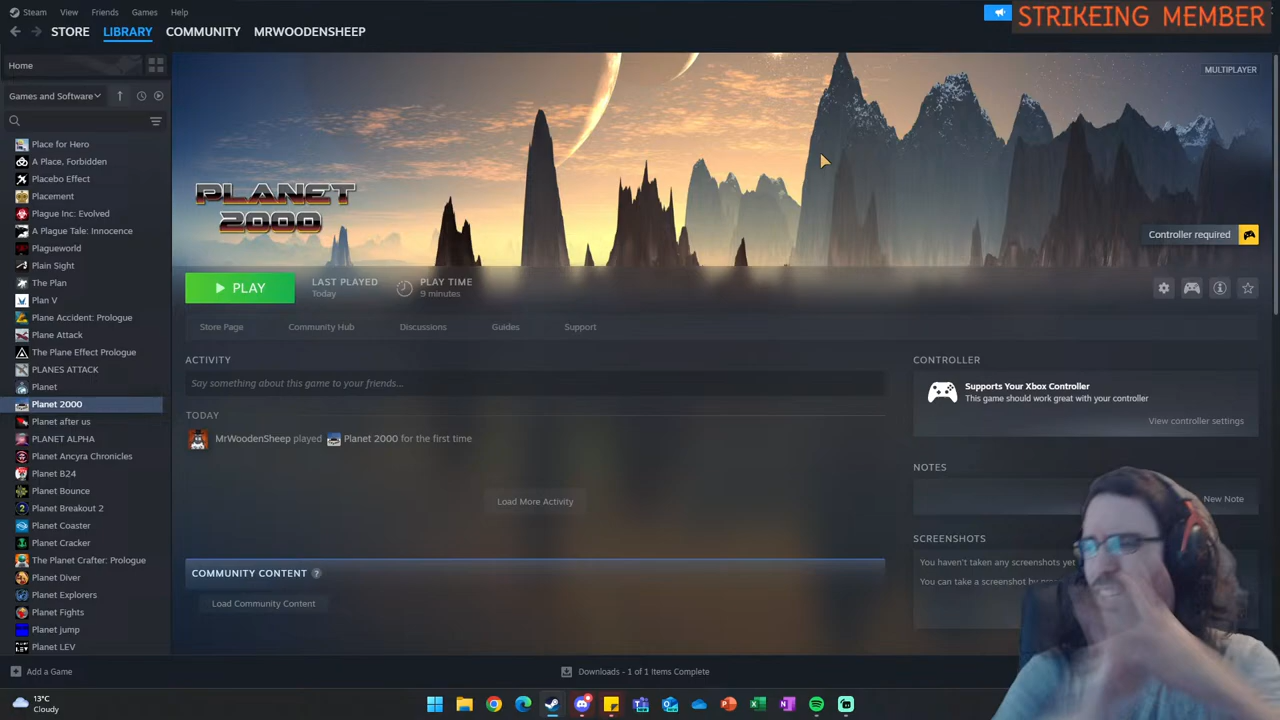 Steam View Friends Games Help
STRIKEING MEMBER
STORE LIBRARY COMMUNITY MRWOODENSHEEP
Home
Games and Software
Place for Hero
A Place, Forbidden
Placebo Effect
Placement
Plague Inc: Evolved
A Plague Tale: Innocence
Plagueworld
Plain Sight
The Plan
Plan V
Plane Accident: Prologue
Plane Attack
The Plane Effect Prologue
PLANES ATTACK
Planet
Planet 2000
Planet after us
PLANET ALPHA
Planet Ancyra Chronicles
Planet B24
Planet Bounce
Planet Breakout 2
Planet Coaster
Planet Cracker
The Planet Crafter: Prologue
Planet Diver
Planet Explorers
Planet Fights
Planet jump
Planet LEV
Add a Game
MULTIPLAYER
PLANET
2000
Controller required
PLAY
LAST PLAYED
Today
PLAY TIME
9 minutes
Store Page Community Hub Discussions Guides Support
ACTIVITY
Say something about this game to your friends...
TODAY
MrWoodenSheep played Planet 2000 for the first time
Load More Activity
COMMUNITY CONTENT ?
Load Community Content
CONTROLLER
Supports Your Xbox Controller
This game should work great with your controller
View controller settings
NOTES
New Note
SCREENSHOTS
You haven't taken any screenshots yet
You can take a screenshot by
Downloads - 1 of 1 Items Complete
13°C
Cloudy